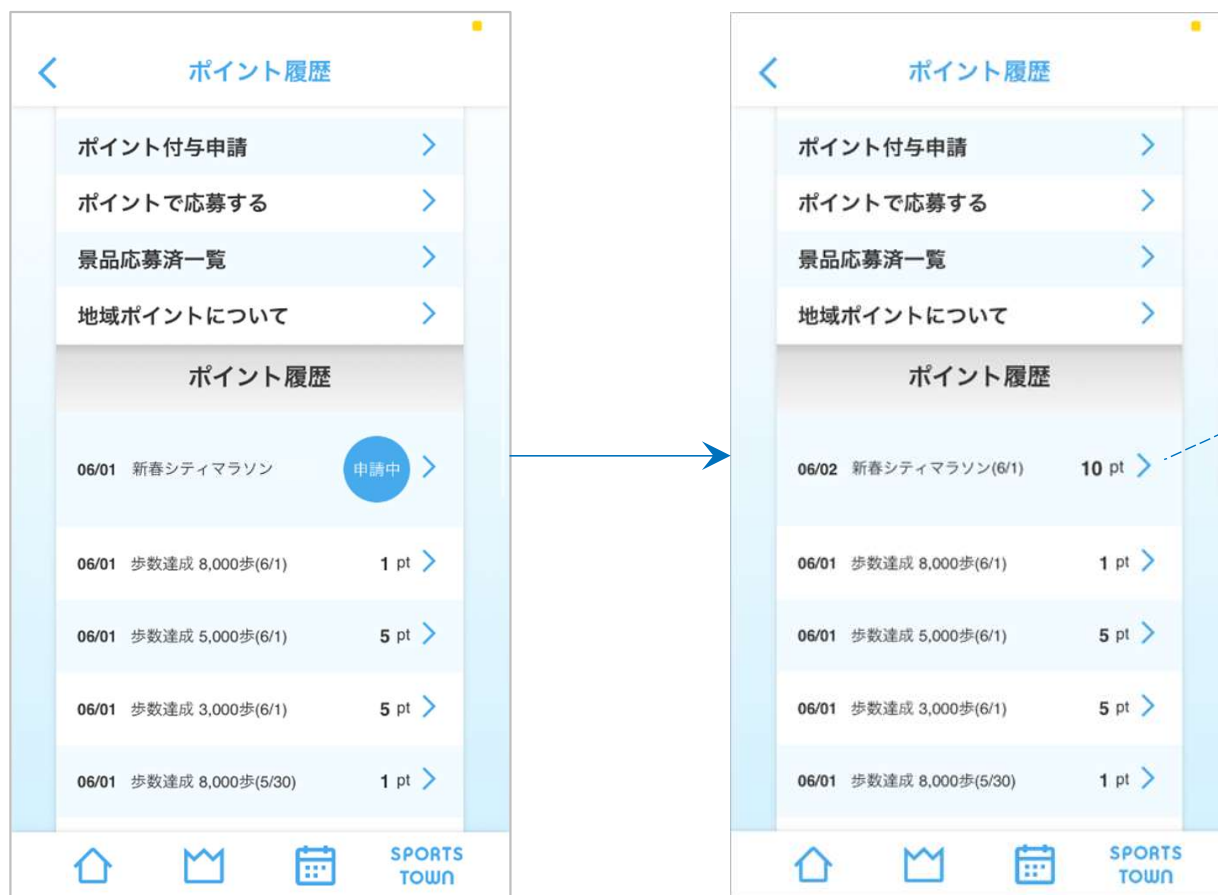 ポイント履歴
ポイント付与申請
ポイントで応募する
景品応募済一覧
地域ポイントについて
ポイント履歴
06/01 新春シティマラソン 申請中
06/01 歩数達成 8,000歩(6/1) 1 pt
06/01 歩数達成 5,000歩(6/1) 5 pt
06/01 歩数達成 3,000歩(6/1) 5 pt
06/01 歩数達成 8,000歩(5/30) 1 pt
SPORTS
TOWN
ポイント履歴
ポイント付与申請
ポイントで応募する
景品応募済一覧
地域ポイントについて
ポイント履歴
06/02 新春シティマラソン(6/1) 10 pt
06/01 歩数達成 8,000歩(6/1) 1 pt
06/01 歩数達成 5,000歩(6/1) 5 pt
06/01 歩数達成 3,000歩(6/1) 5 pt
06/01 歩数達成 8,000歩(5/30) 1 pt
SPORTS
TOWN